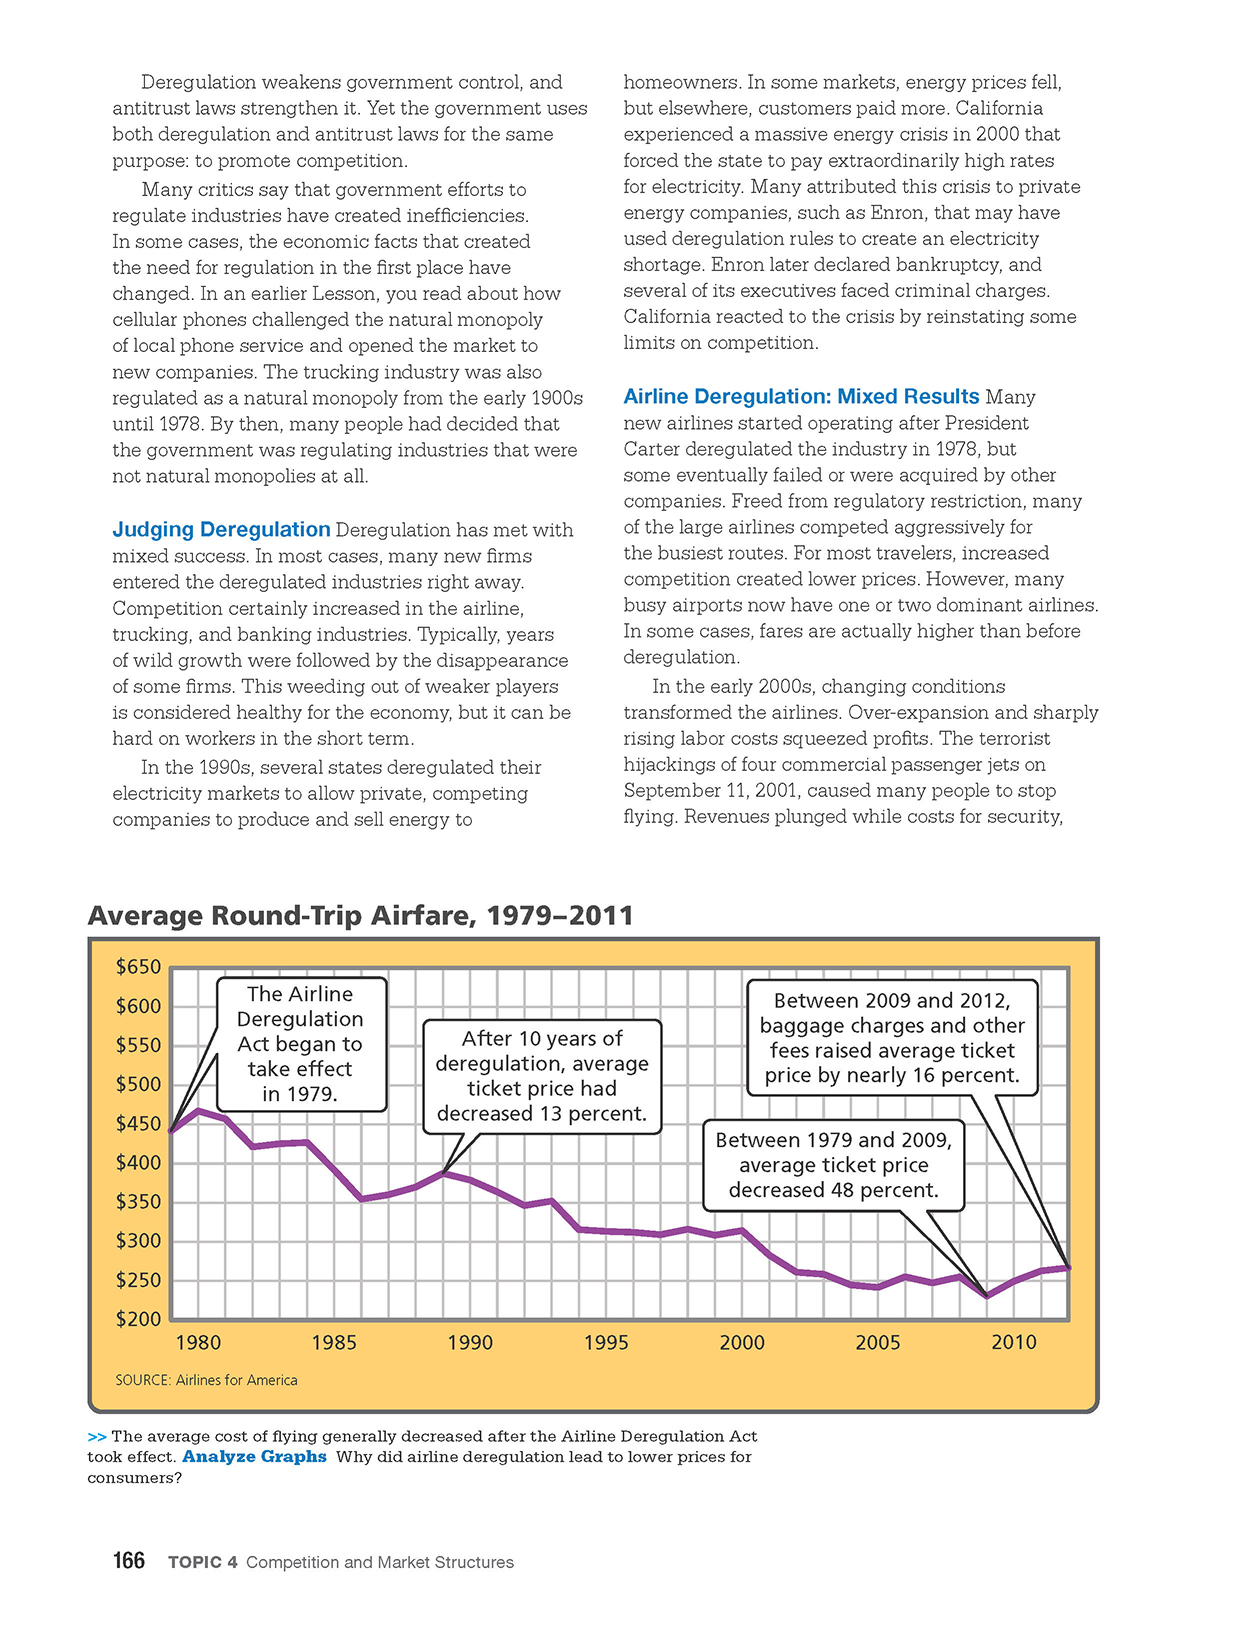 Deregulation weakens government control, and
antitrust laws strengthen it. Yet the government uses
both deregulation and antitrust laws for the same
purpose: to promote competition.
Many critics say that government efforts to
regulate industries have created inefficiencies.
In some cases, the economic facts that created
the need for regulation in the first place have
changed. In an earlier Lesson, you read about how
cellular phones challenged the natural monopoly
of local phone service and opened the market to
new companies. The trucking industry was also
regulated as a natural monopoly from the early 1900s
until 1978. By then, many people had decided that
the government was regulating industries that were
not natural monopolies at all.
Judging Deregulation Deregulation has met with
mixed success. In most cases, many new firms
entered the deregulated industries right away.
Competition certainly increased in the airline,
trucking, and banking industries. Typically, years
of wild growth were followed by the disappearance
of some firms. This weeding out of weaker players
is considered healthy for the economy, but it can be
hard on workers in the short term.
In the 1990s, several states deregulated their
electricity markets to allow private, competing
companies to produce and sell energy to
homeowners. In some markets, energy prices fell,
but elsewhere, customers paid more. California
experienced a massive energy crisis in 2000 that
forced the state to pay extraordinarily high rates
for electricity. Many attributed this crisis to private
energy companies, such as Enron, that may have
used deregulation rules to create an electricity
shortage. Enron later declared bankruptcy, and
several of its executives faced criminal charges.
California reacted to the crisis by reinstating some
limits on competition.
Airline Deregulation: Mixed Results Many
new airlines started operating after President
Carter deregulated the industry in 1978, but
some eventually failed or were acquired by other
companies. Freed from regulatory restriction, many
of the large airlines competed aggressively for
the busiest routes. For most travelers, increased
competition created lower prices. However, many
busy airports now have one or two dominant airlines.
In some cases, fares are actually higher than before
deregulation.
In the early 2000s, changing conditions
transformed the airlines. Over-expansion and sharply
rising labor costs squeezed profits. The terrorist
hijackings of four commercial passenger jets on
September 11, 2001, caused many people to stop
flying. Revenues plunged while costs for security,
Average Round-Trip Airfare, 1979–2011
$650
$600
$550
$500
$450
$400
$350
$300
$250
$200
The Airline
Deregulation
Act began to
take effect
in 1979.
After 10 years of
deregulation, average
ticket price had
decreased 13 percent.
Between 2009 and 2012,
baggage charges and other
fees raised average ticket
price by nearly 16 percent.
Between 1979 and 2009,
average ticket price
decreased 48 percent.
1980 1985 1990 1995 2000 2005 2010
SOURCE: Airlines for America
>> The average cost of flying generally decreased after the Airline Deregulation Act
took effect. Analyze Graphs Why did airline deregulation lead to lower prices for
consumers?
166 TOPIC 4 Competition and Market Structures